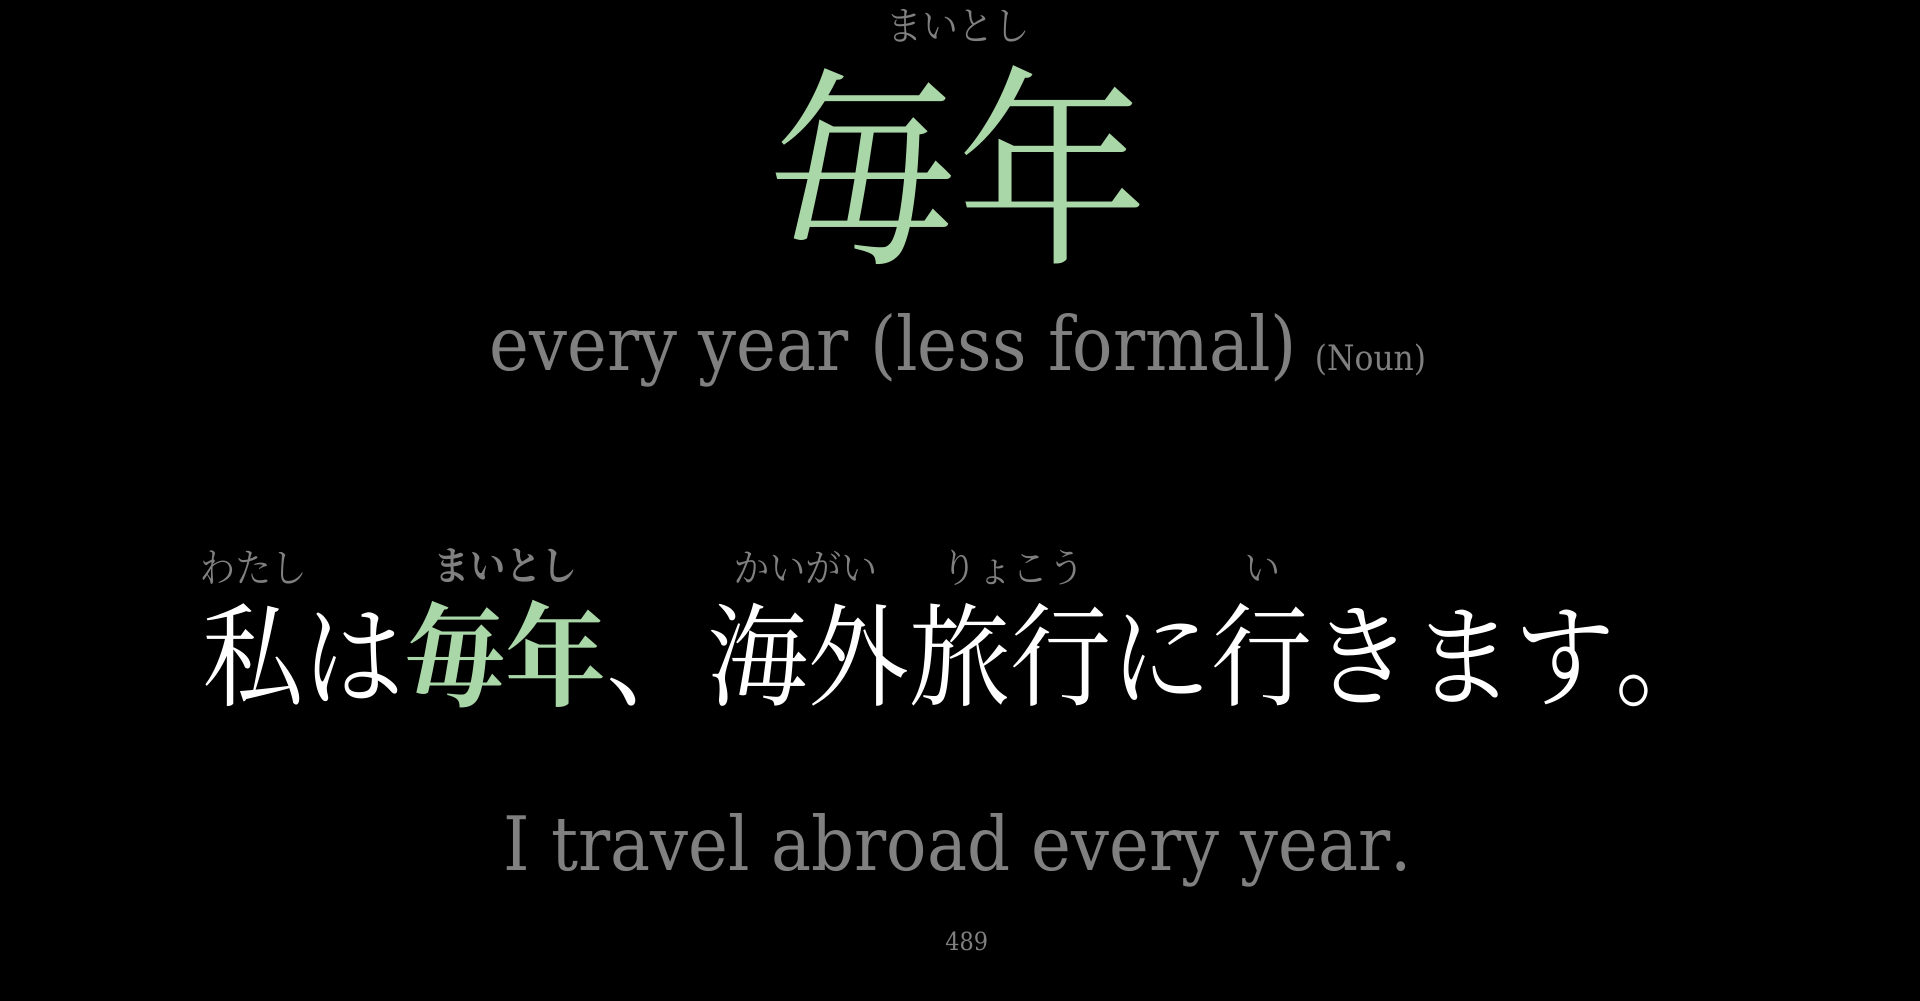 まいとし
毎年
every year (less formal) (Noun)
わたし まいとし かいがい りょこう い
私は毎年、海外旅行に行きます。
I travel abroad every year.
489